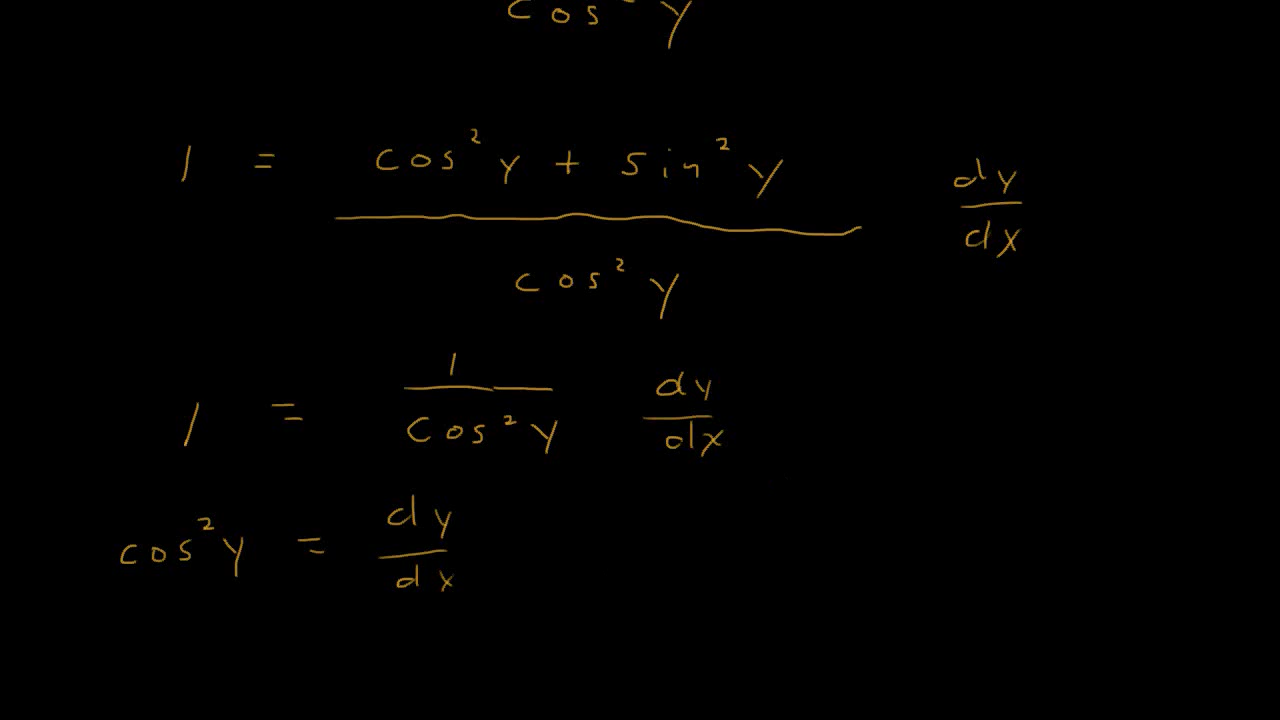 cos² y
1 = (cos² y + sin² y) / (cos² y) dy/dx
1 = 1 / (cos² y) dy/dx
cos² y = dy/dx